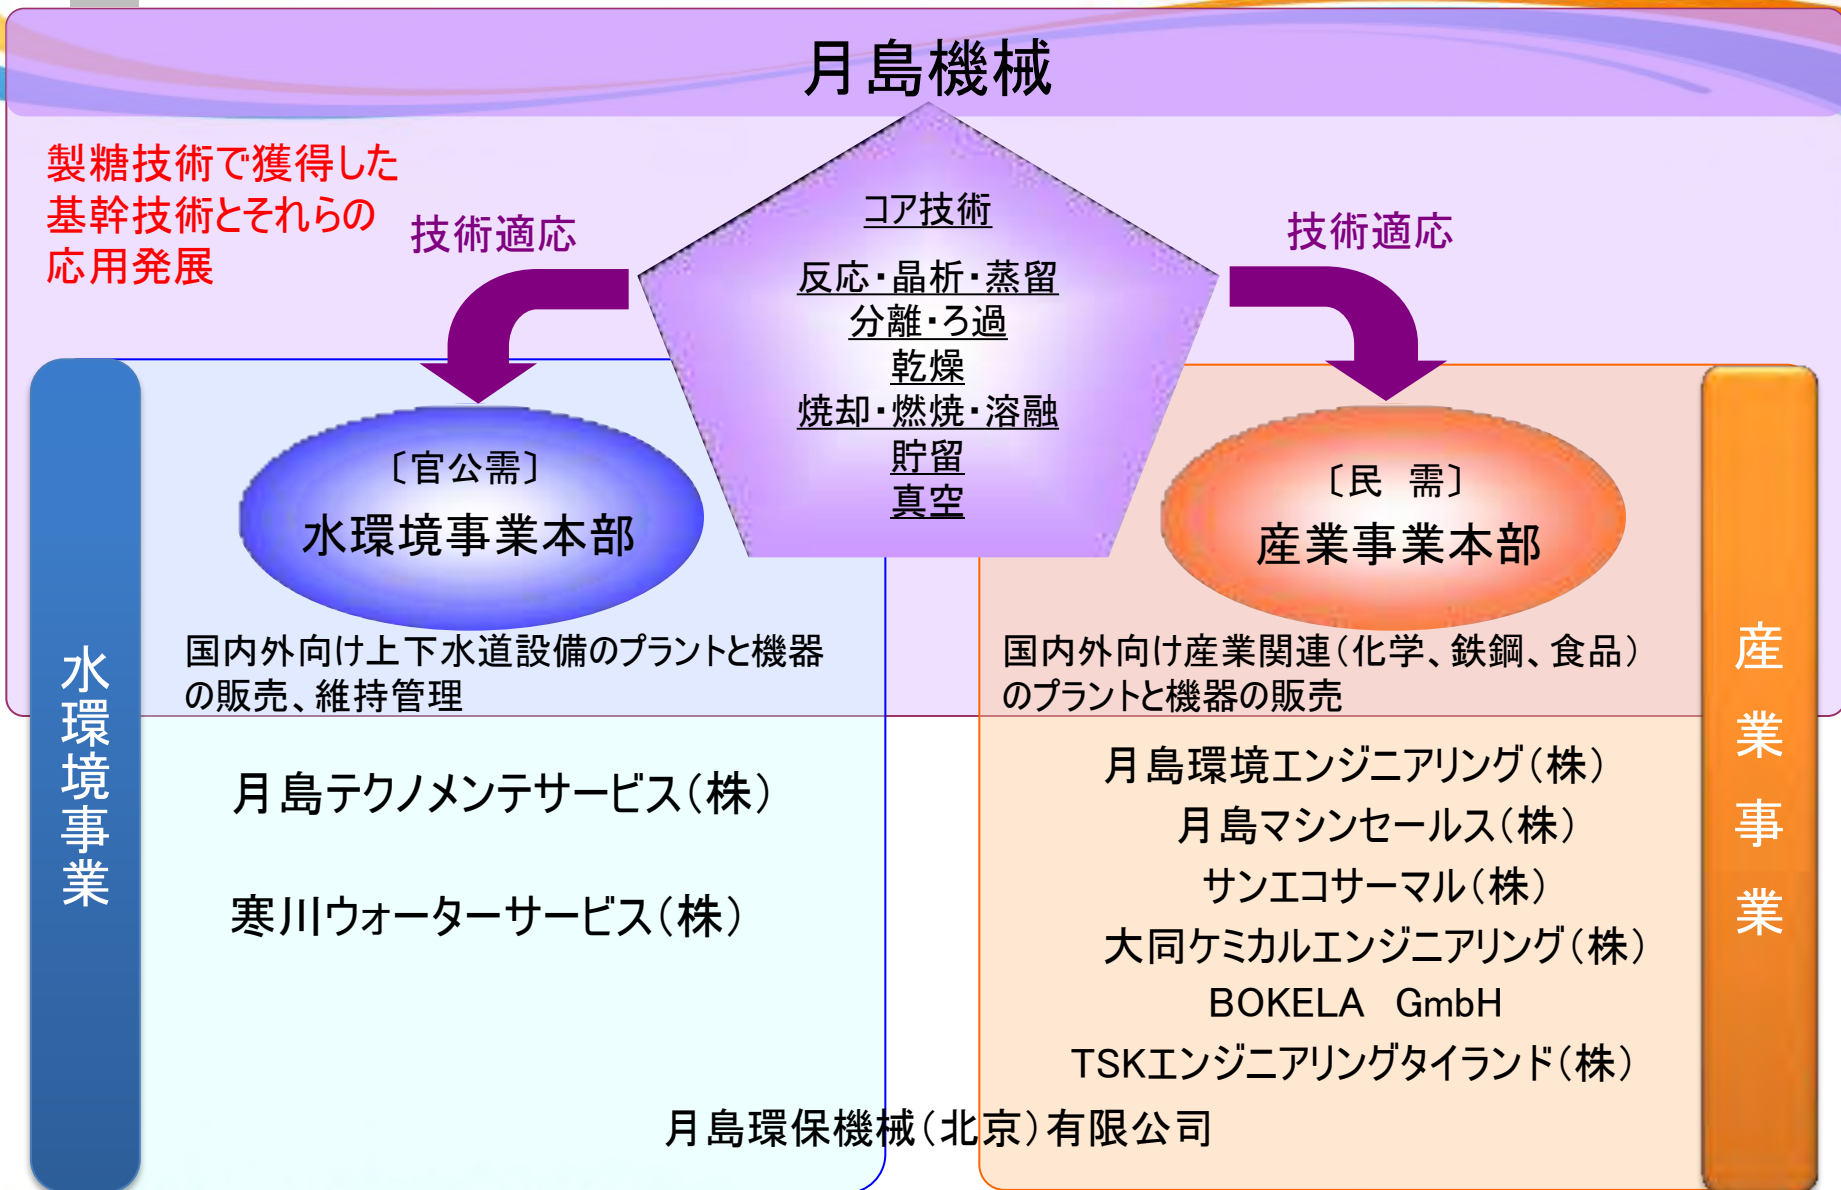 月島機械
製糖技術で獲得した
基幹技術とそれらの
応用発展
技術適応
コア技術
反応・晶析・蒸留
分離・ろ過
乾燥
焼却・燃焼・溶融
貯留
真空
技術適応
〔官公需〕
水環境事業本部
国内外向け上下水道設備のプラントと機器
の販売、維持管理
〔民　需〕
産業事業本部
国内外向け産業関連（化学、鉄鋼、食品）
のプラントと機器の販売
水環境事業
月島テクノメンテサービス（株）
寒川ウォーターサービス（株）
産業事業
月島環境エンジニアリング（株）
月島マシンセールス（株）
サンエコサーマル（株）
大同ケミカルエンジニアリング（株）
BOKELA　GmbH
TSKエンジニアリングタイランド（株）
月島環保機械（北京）有限公司